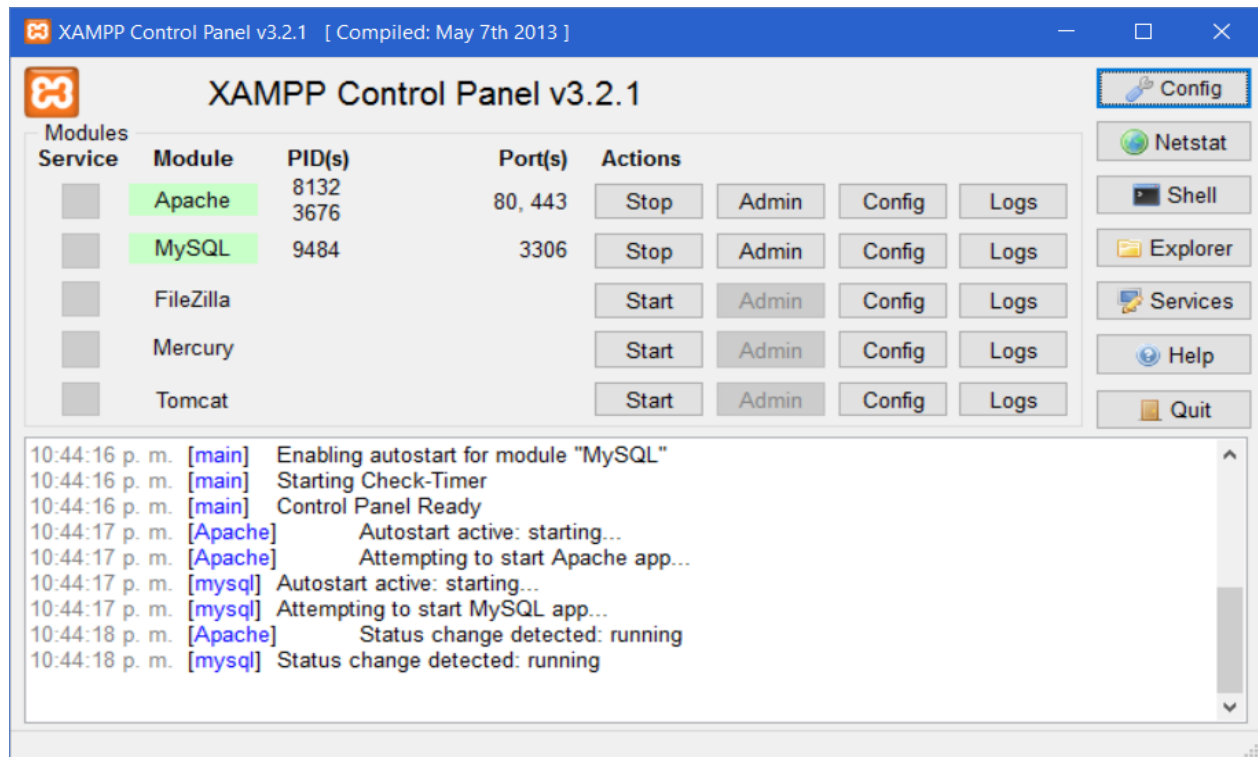 XAMPP Control Panel v3.2.1 [ Compiled: May 7th 2013 ]
XAMPP Control Panel v3.2.1
Config
Modules
Netstat
Service Module PID(s) Port(s) Actions
Apache 8132 3676 80, 443 Stop Admin Config Logs
Shell
MySQL 9484 3306 Stop Admin Config Logs
Explorer
FileZilla Start Admin Config Logs
Services
Mercury Start Admin Config Logs
Help
Tomcat Start Admin Config Logs
Quit
10:44:16 p. m. [main] Enabling autostart for module "MySQL"
10:44:16 p. m. [main] Starting Check-Timer
10:44:16 p. m. [main] Control Panel Ready
10:44:17 p. m. [Apache] Autostart active: starting...
10:44:17 p. m. [Apache] Attempting to start Apache app...
10:44:17 p. m. [mysql] Autostart active: starting...
10:44:17 p. m. [mysql] Attempting to start MySQL app...
10:44:18 p. m. [Apache] Status change detected: running
10:44:18 p. m. [mysql] Status change detected: running